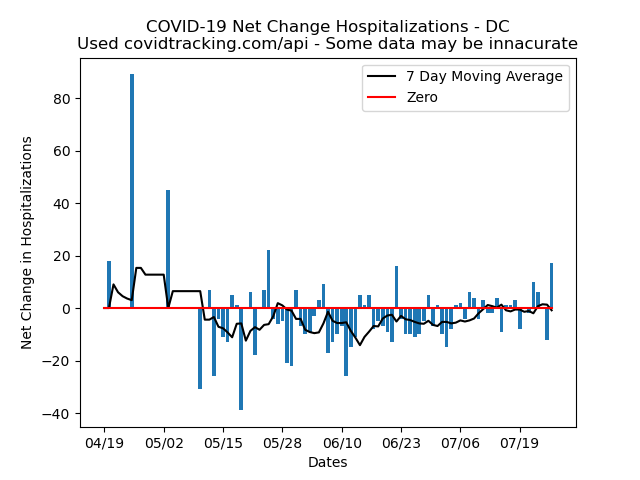 COVID-19 Net Change Hospitalizations - DC
Used covidtracking.com/api - Some data may be innacurate
7 Day Moving Average
Zero
Net Change in Hospitalizations
80
60
40
20
0
−20
−40
04/19 05/02 05/15 05/28 06/10 06/23 07/06 07/19
Dates